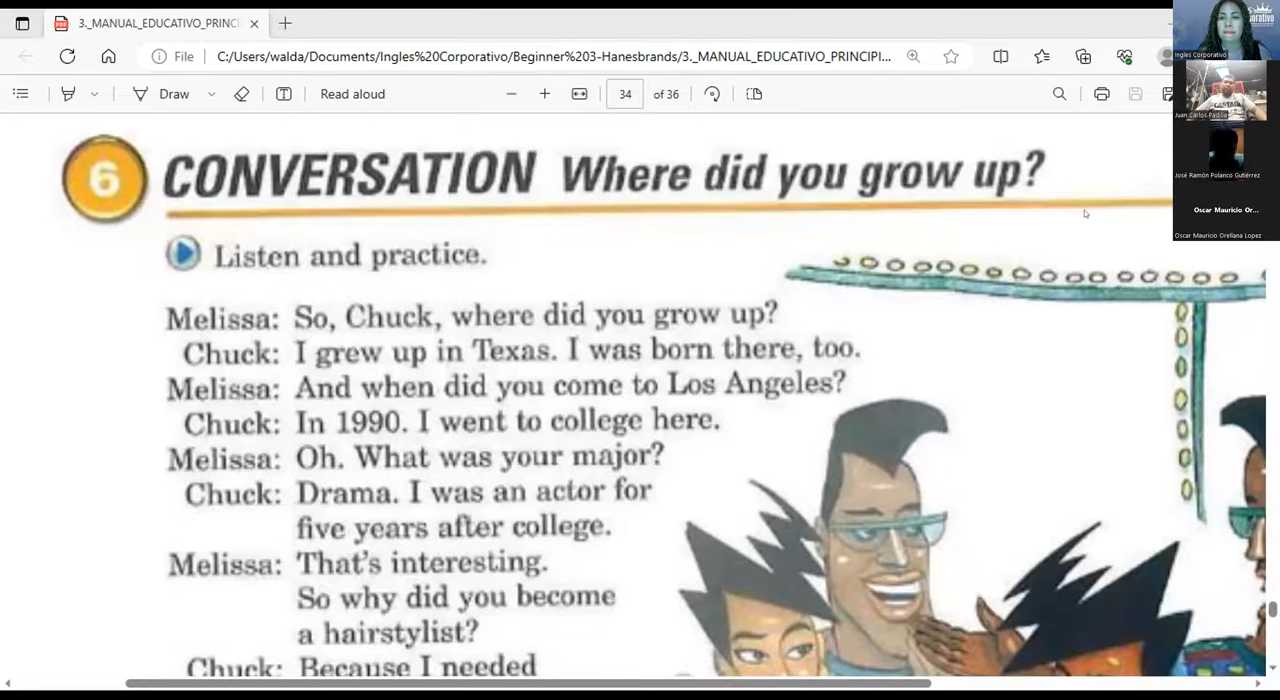 3._MANUAL_EDUCATIVO_PRINCI
File
C:/Users/walda/Documents/Ingles%20Corporativo/Beginner%203-Hanesbrands/3._MANUAL_EDUCATIVO_PRINCIPI...
Draw
Read aloud
34
of 36
Ingles Corporativo
Juan Carlos Padilla
José Ramón Polanco Gutiérrez
Oscar Mauricio Or...
Oscar Mauricio Orellana Lopez
6 CONVERSATION Where did you grow up?
Listen and practice.
Melissa: So, Chuck, where did you grow up?
Chuck: I grew up in Texas. I was born there, too.
Melissa: And when did you come to Los Angeles?
Chuck: In 1990. I went to college here.
Melissa: Oh. What was your major?
Chuck: Drama. I was an actor for
five years after college.
Melissa: That's interesting.
So why did you become
a hairstylist?
Chuck: Because I needed